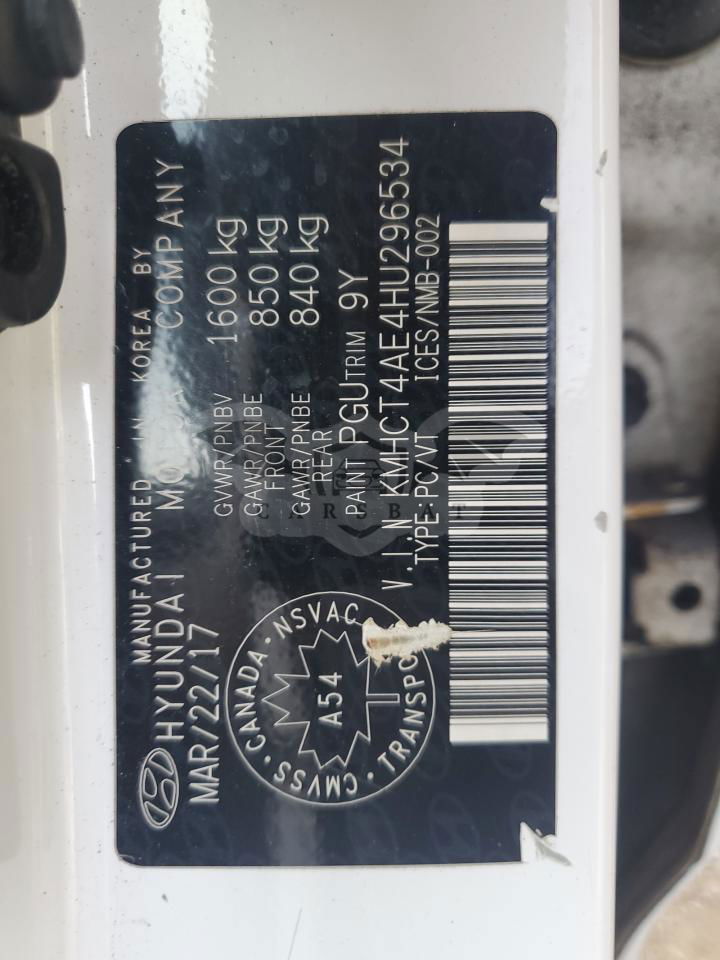 MANUFACTURED IN KOREA BY
HYUNDAI MOTOR COMPANY
MAR/22/17
GVWR/PNBV 1600 kg
GAWR/PNBE FRONT 850 kg
GAWR/PNBE REAR 840 kg
PAINT PGU TRIM 9Y
V.I.N KMHCT4AE4HU296534
TYPE:PC/VT ICES/NMB-002
CANADA · NSVAC · TRANSPO · CMVSS ·
A54
CARSBAT